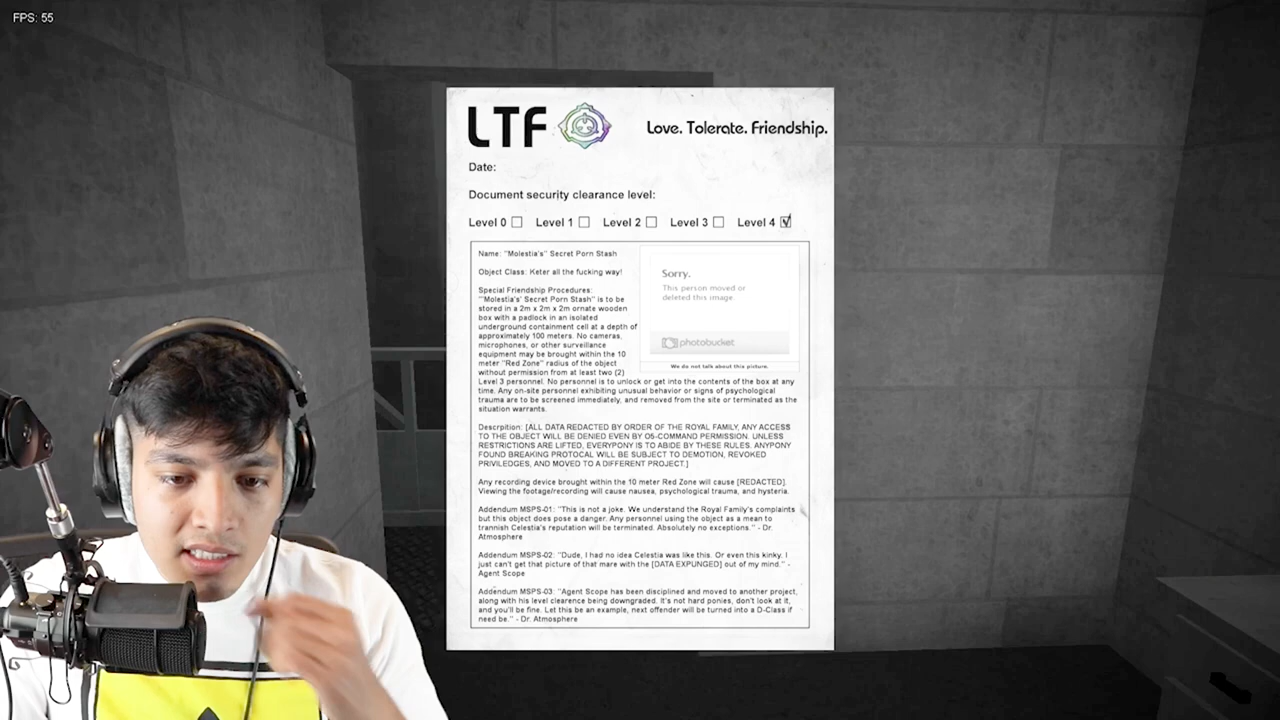 FPS: 55
LTF
Love. Tolerate. Friendship.
Date:
Document security clearance level:
Level 0 Level 1 Level 2 Level 3 Level 4
Name: "Molestia's" Secret Porn Stash
Object Class: Keter all the fucking way!
Special Friendship Procedures:
"'Molestia's' Secret Porn Stash" is to be
stored in a 2m x 2m x 2m ornate wooden
box with a padlock in an isolated
underground containment cell at a depth of
approximately 100 meters. No cameras,
microphones, or other surveillance
equipment may be brought within the 10
meter "Red Zone" radius of the object
without permission from at least two (2)
Level 3 personnel. No personnel is to unlock or get into the contents of the box at any
time. Any on-site personnel exhibiting unusual behavior or signs of psychological
trauma are to be screened immediately, and removed from the site or terminated as the
situation warrants.
Sorry.
This person moved or
deleted this image.
photobucket
We do not talk about this picture.
Descrpition: [ALL DATA REDACTED BY ORDER OF THE ROYAL FAMILY, ANY ACCESS
TO THE OBJECT WILL BE DENIED EVEN BY O5-COMMAND PERMISSION. UNLESS
RESTRICTIONS ARE LIFTED, EVERYPONY IS TO ABIDE BY THESE RULES. ANYPONY
FOUND BREAKING PROTOCAL WILL BE SUBJECT TO DEMOTION, REVOKED
PRIVILEDGES, AND MOVED TO A DIFFERENT PROJECT.]
Any recording device brought within the 10 meter Red Zone will cause [REDACTED].
Viewing the footage/recording will cause nausea, psychological trauma, and hysteria.
Addendum MSPS-01: "This is not a joke. We understand the Royal Family's complaints
but this object does pose a danger. Any personnel using the object as a mean to
trannish Celestia's reputation will be terminated. Absolutely no exceptions." - Dr.
Atmosphere
Addendum MSPS-02: "Dude, I had no idea Celestia was like this. Or even this kinky. I
just can't get that picture of that mare with the [DATA EXPUNGED] out of my mind." -
Agent Scope
Addendum MSPS-03: "Agent Scope has been disciplined and moved to another project,
along with his level clearence being downgraded. It's not hard ponies, don't look at it,
and you'll be fine. Let this be an example, next offender will be turned into a D-Class if
need be." - Dr. Atmosphere